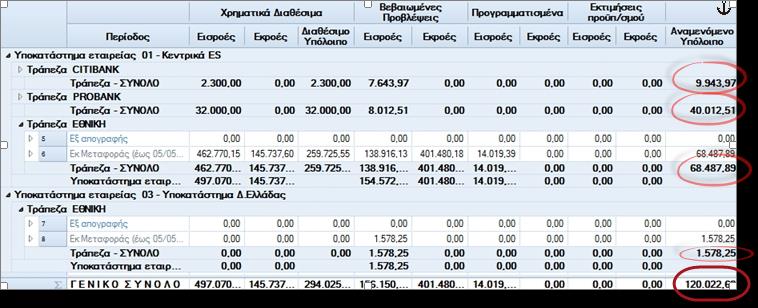 Χρηματικά Διαθέσιμα Βεβαιωμένες Προβλέψεις Προγραμματισμένα Εκτιμήσεις προϋπ/σμού
Περίοδος Εισροές Εκροές Διαθέσιμο Υπόλοιπο Εισροές Εκροές Εισροές Εκροές Εισροές Εκροές Αναμενόμενο Υπόλοιπο
Υποκατάστημα εταιρείας 01 - Κεντρικά ES
Τράπεζα CITIBANK
Τράπεζα - ΣΥΝΟΛΟ 2.300,00 0,00 2.300,00 7.643,97 0,00 0,00 0,00 0,00 0,00 9.943,97
Τράπεζα PROBANK
Τράπεζα - ΣΥΝΟΛΟ 32.000,00 0,00 32.000,00 8.012,51 0,00 0,00 0,00 0,00 0,00 40.012,51
Τράπεζα ΕΘΝΙΚΗ
5 Εξ απογραφής 0,00 0,00 0,00 0,00 0,00 0,00 0,00 0,00 0,00 0,00
6 Εκ Μεταφοράς (έως 05/05... 462.770,15 145.737,60 259.725,55 138.916,13 401.480,18 14.019,39 0,00 0,00 0,00 68.487,89
Τράπεζα - ΣΥΝΟΛΟ 462.770... 145.737... 259.725... 138.916,... 401.480... 14.019,... 0,00 0,00 0,00 68.487,89
Υποκατάστημα εταιρ... 497.070... 145.737... 154.572,... 401.480... 14.019,... 0,00 0,00 0,00
Υποκατάστημα εταιρείας 03 - Υποκατάστημα Δ.Ελλάδας
Τράπεζα ΕΘΝΙΚΗ
7 Εξ απογραφής 0,00 0,00 0,00 0,00 0,00 0,00 0,00 0,00 0,00 0,00
8 Εκ Μεταφοράς (έως 05/05... 0,00 0,00 0,00 1.578,25 0,00 0,00 0,00 0,00 0,00 1.578,25
Τράπεζα - ΣΥΝΟΛΟ 0,00 0,00 0,00 1.578,25 0,00 0,00 0,00 0,00 0,00 1.578,25
Υποκατάστημα εταιρ... 0,00 0,00 1.578,25 0,00 0,00 0,00 0,00 0,00
Σ ΓΕΝΙΚΟ ΣΥΝΟΛΟ 497.070... 145.737... 294.025... 401.480... 14.019,... 0,00 0,00 0,00